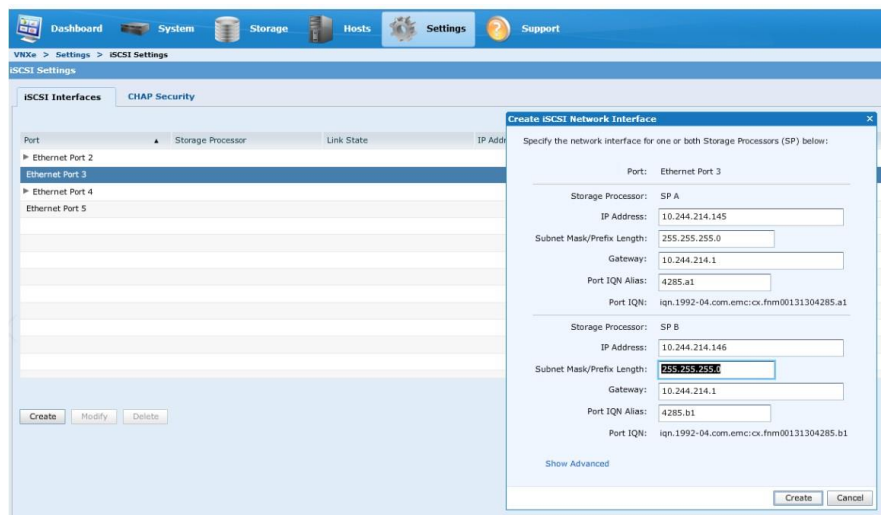 Dashboard System Storage Hosts Settings Support
VNXe > Settings > iSCSI Settings
iSCSI Settings
iSCSI Interfaces CHAP Security
Port Storage Processor Link State IP Addr
Ethernet Port 2
Ethernet Port 3
Ethernet Port 4
Ethernet Port 5
Create Modify Delete
Create iSCSI Network Interface
Specify the network interface for one or both Storage Processors (SP) below:
Port: Ethernet Port 3
Storage Processor: SP A
IP Address: 10.244.214.145
Subnet Mask/Prefix Length: 255.255.255.0
Gateway: 10.244.214.1
Port IQN Alias: 4285.a1
Port IQN: iqn.1992-04.com.emc:cx.fnm00131304285.a1
Storage Processor: SP B
IP Address: 10.244.214.146
Subnet Mask/Prefix Length: 255.255.255.0
Gateway: 10.244.214.1
Port IQN Alias: 4285.b1
Port IQN: iqn.1992-04.com.emc:cx.fnm00131304285.b1
Show Advanced
Create Cancel